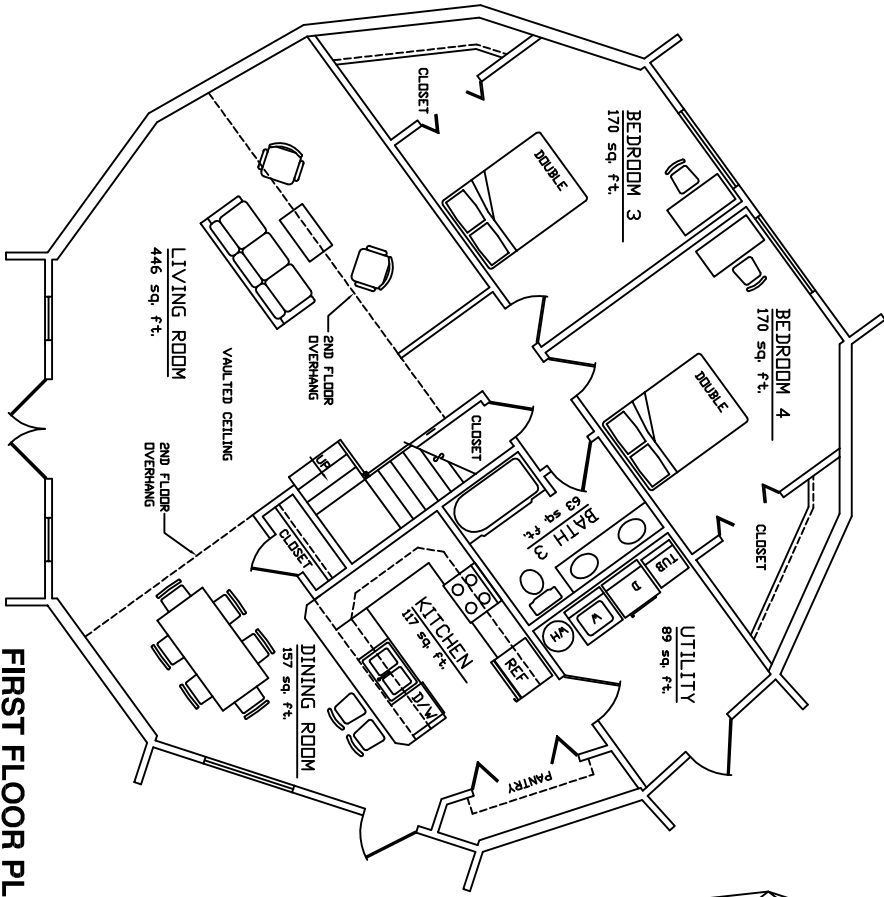 BEDROOM 3
170 sq. ft.
DOUBLE
CLOSET
BEDROOM 4
170 sq. ft.
DOUBLE
CLOSET
LIVING ROOM
446 sq. ft.
VAULTED CEILING
2ND FLOOR
OVERHANG
2ND FLOOR
OVERHANG
CLOSET
UP
CLOSET
BATH 3
63 sq. ft.
TUB
D
W
WH
UTILITY
89 sq. ft.
KITCHEN
117 sq. ft.
REF
D/W
PANTRY
DINING ROOM
157 sq. ft.
FIRST FLOOR PL